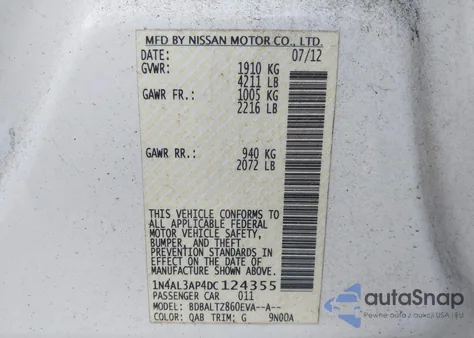 MFD BY NISSAN MOTOR CO., LTD.
DATE: 07/12
GVWR: 1910 KG
4211 LB
GAWR FR.: 1005 KG
2216 LB
GAWR RR.: 940 KG
2072 LB
THIS VEHICLE CONFORMS TO
ALL APPLICABLE FEDERAL
MOTOR VEHICLE SAFETY,
BUMPER, AND THEFT
PREVENTION STANDARDS
IN EFFECT ON THE DATE OF
MANUFACTURE SHOWN ABOVE.
1N4AL3AP4DC124355
PASSENGER CAR 011
MODEL: BDBALTZ860EVA--A--
COLOR: QAB TRIM: G 9N00A
autoSnap
www.autosnap.us